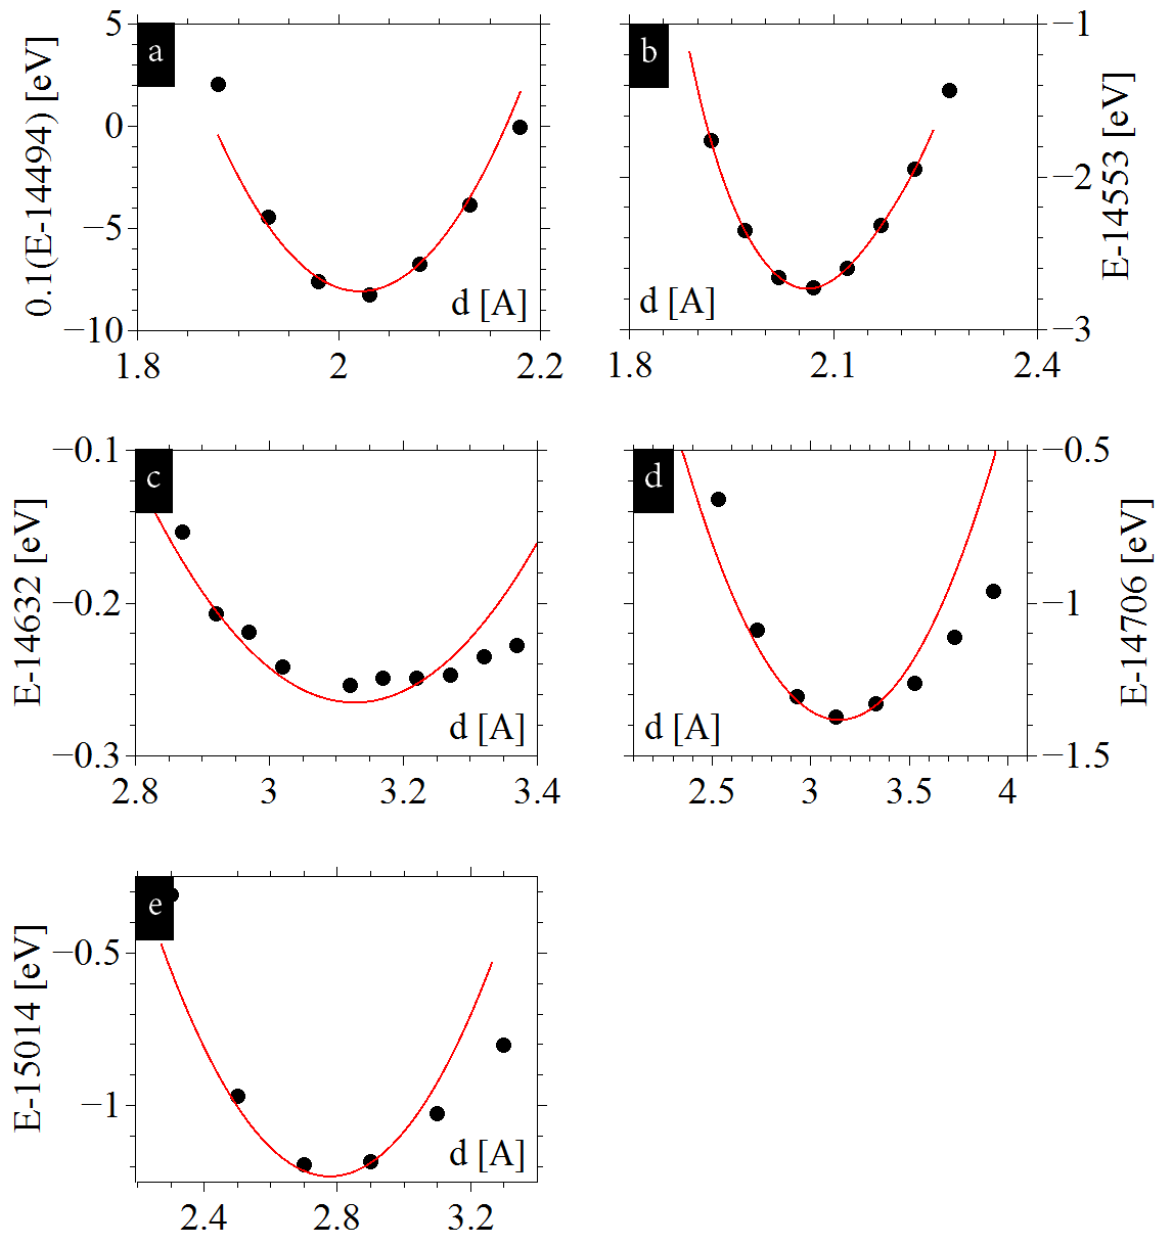 a
0.1(E-14494) [eV]
5
0
−5
−10
d [A]
1.8
2
2.2
b
−1
−2
−3
E-14553 [eV]
d [A]
1.8
2.1
2.4
c
E-14632 [eV]
−0.1
−0.2
−0.3
d [A]
2.8
3
3.2
3.4
d
−0.5
−1
−1.5
E-14706 [eV]
d [A]
2.5
3
3.5
4
e
E-15014 [eV]
−0.5
−1
d [A]
2.4
2.8
3.2